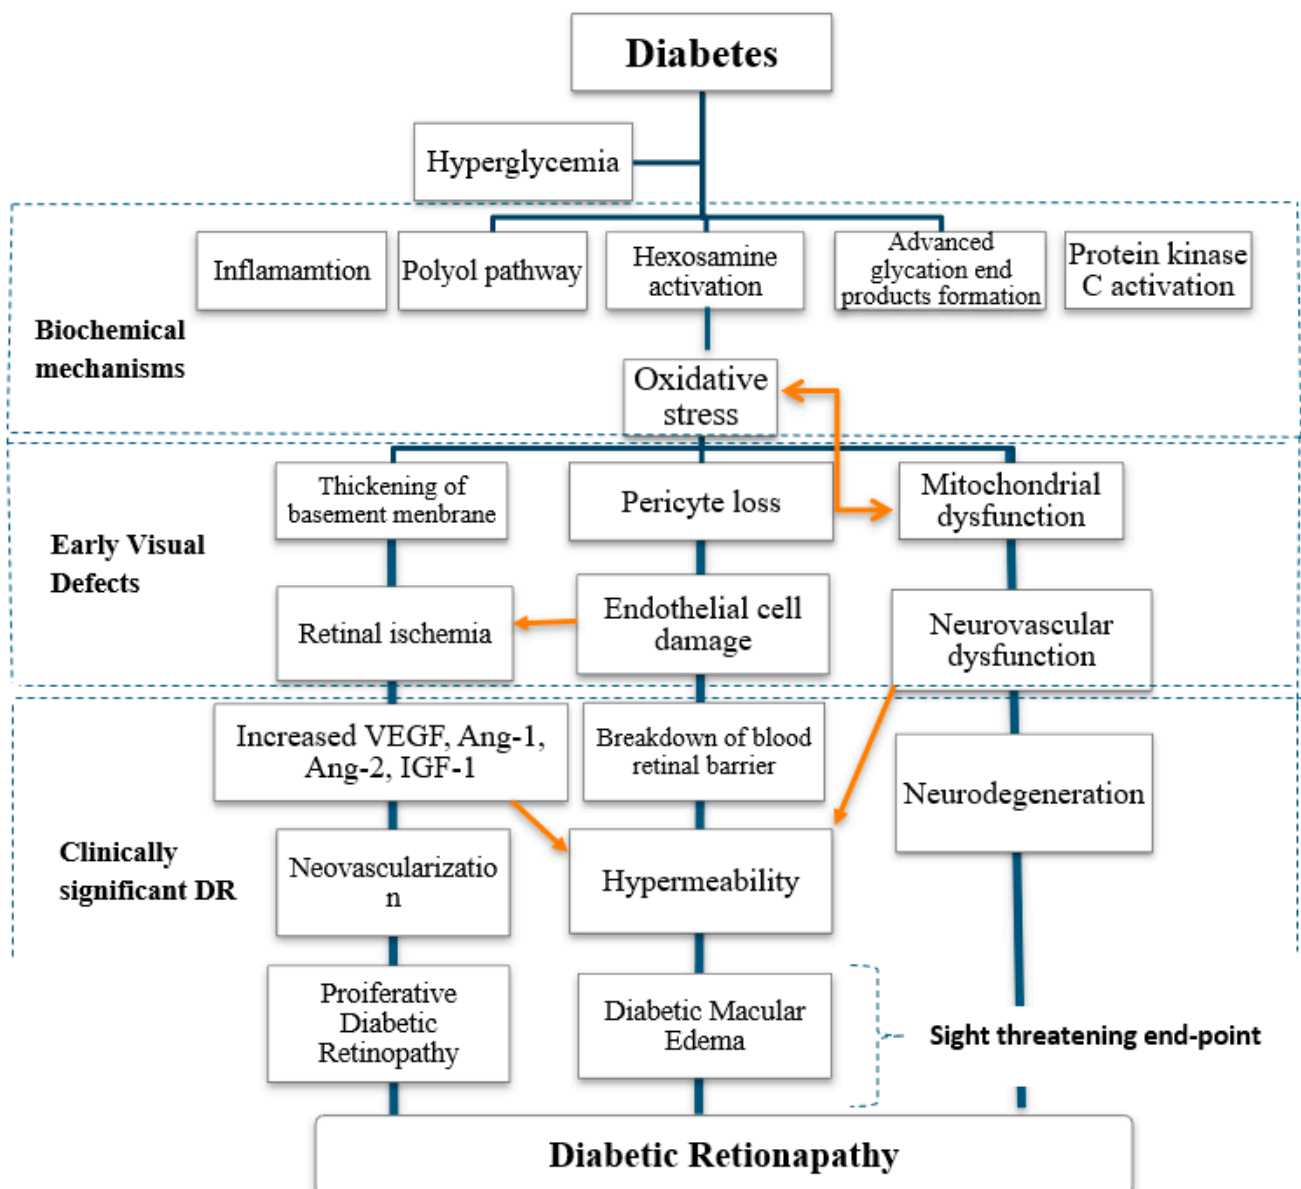 Diabetes
Hyperglycemia
Inflamamtion
Polyol pathway
Hexosamine
activation
Advanced
glycation end
products formation
Protein kinase
C activation
Biochemical
mechanisms
Oxidative
stress
Thickening of
basement menbrane
Pericyte loss
Mitochondrial
dysfunction
Early Visual
Defects
Retinal ischemia
Endothelial cell
damage
Neurovascular
dysfunction
Increased VEGF, Ang-1,
Ang-2, IGF-1
Breakdown of blood
retinal barrier
Neurodegeneration
Clinically
significant DR
Neovascularizatio
n
Hypermeability
Proiferative
Diabetic
Retinopathy
Diabetic Macular
Edema
Sight threatening end-point
Diabetic Retionapathy